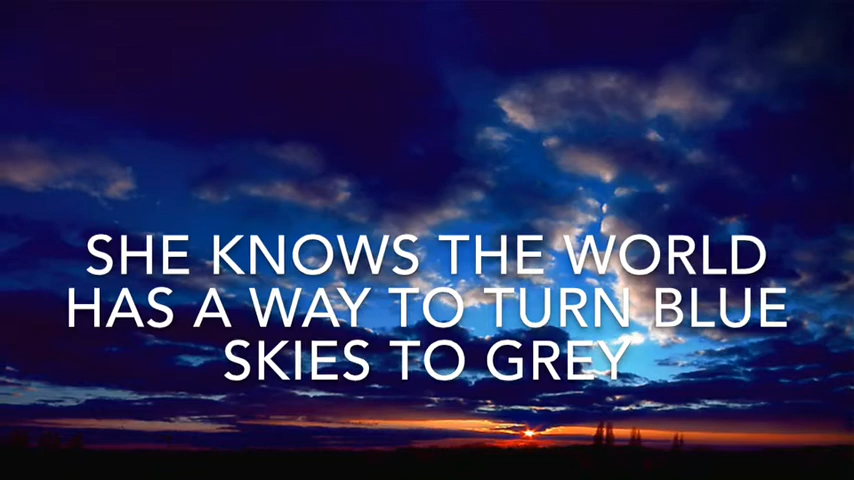 SHE KNOWS THE WORLD
HAS A WAY TO TURN BLUE
SKIES TO GREY